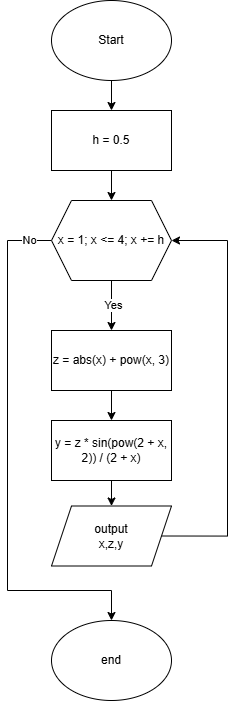 Start
h = 0.5
No
x = 1; x <= 4; x += h
Yes
z = abs(x) + pow(x, 3)
y = z * sin(pow(2 + x,
2)) / (2 + x)
output
x,z,y
end